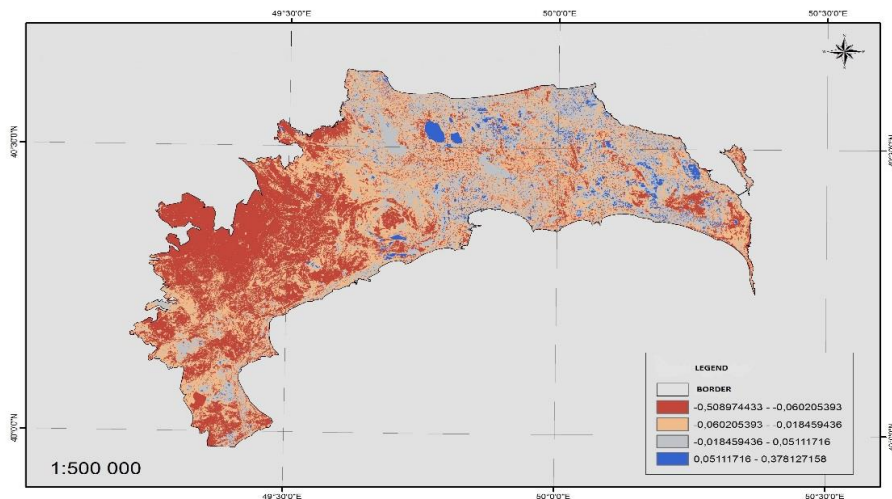 49°30'0"E 50°0'0"E 50°30'0"E
40°30'0"N
40°0'0"N
LEGEND
BORDER
-0,508974433 - -0,060205393
-0,060205393 - -0,018459436
-0,018459436 - 0,05111716
0,05111716 - 0,378127158
1:500 000
49°30'0"E 50°0'0"E 50°30'0"E